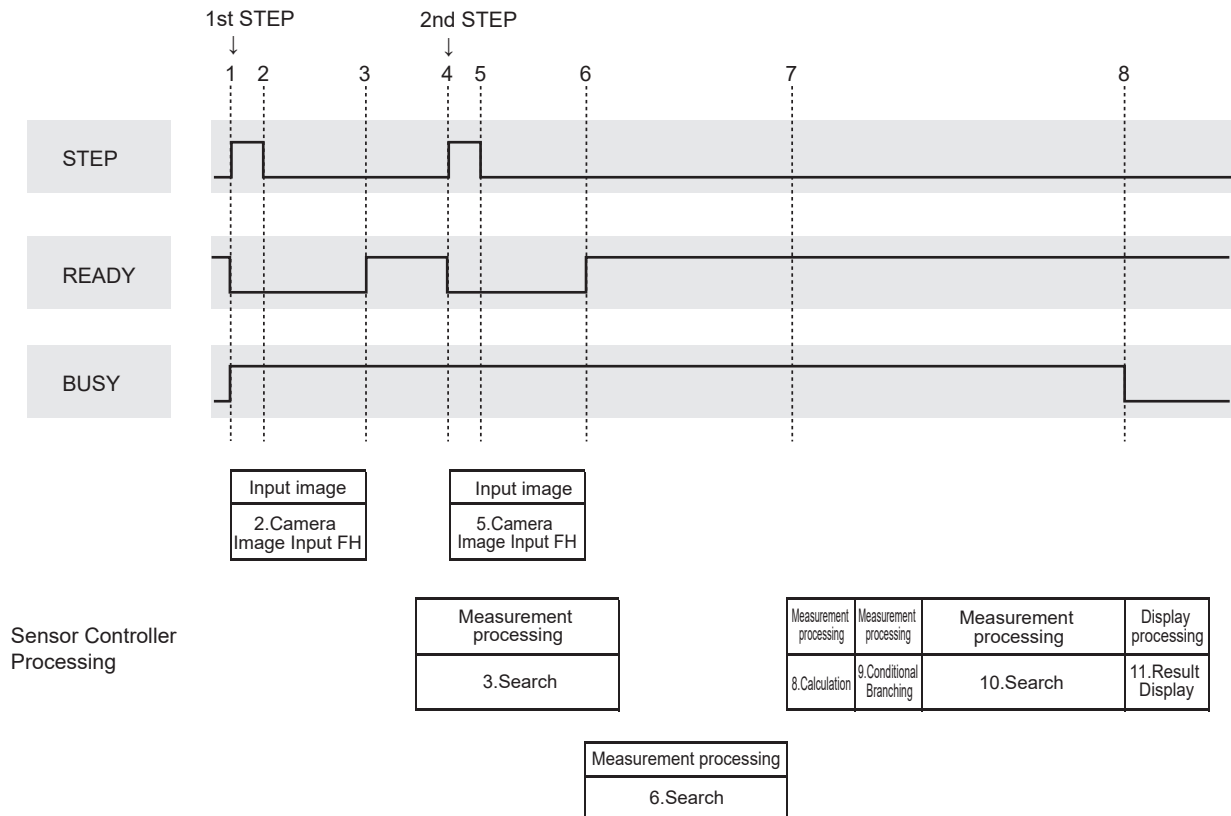 1st STEP
2nd STEP
↓
↓
1 2 3 4 5 6 7 8
STEP
READY
BUSY
Input image
2.Camera
Image Input FH
Input image
5.Camera
Image Input FH
Sensor Controller
Processing
Measurement
processing
3.Search
Measurement
processing
8.Calculation
Measurement
processing
9.Conditional
Branching
Measurement
processing
10.Search
Display
processing
11.Result
Display
Measurement processing
6.Search